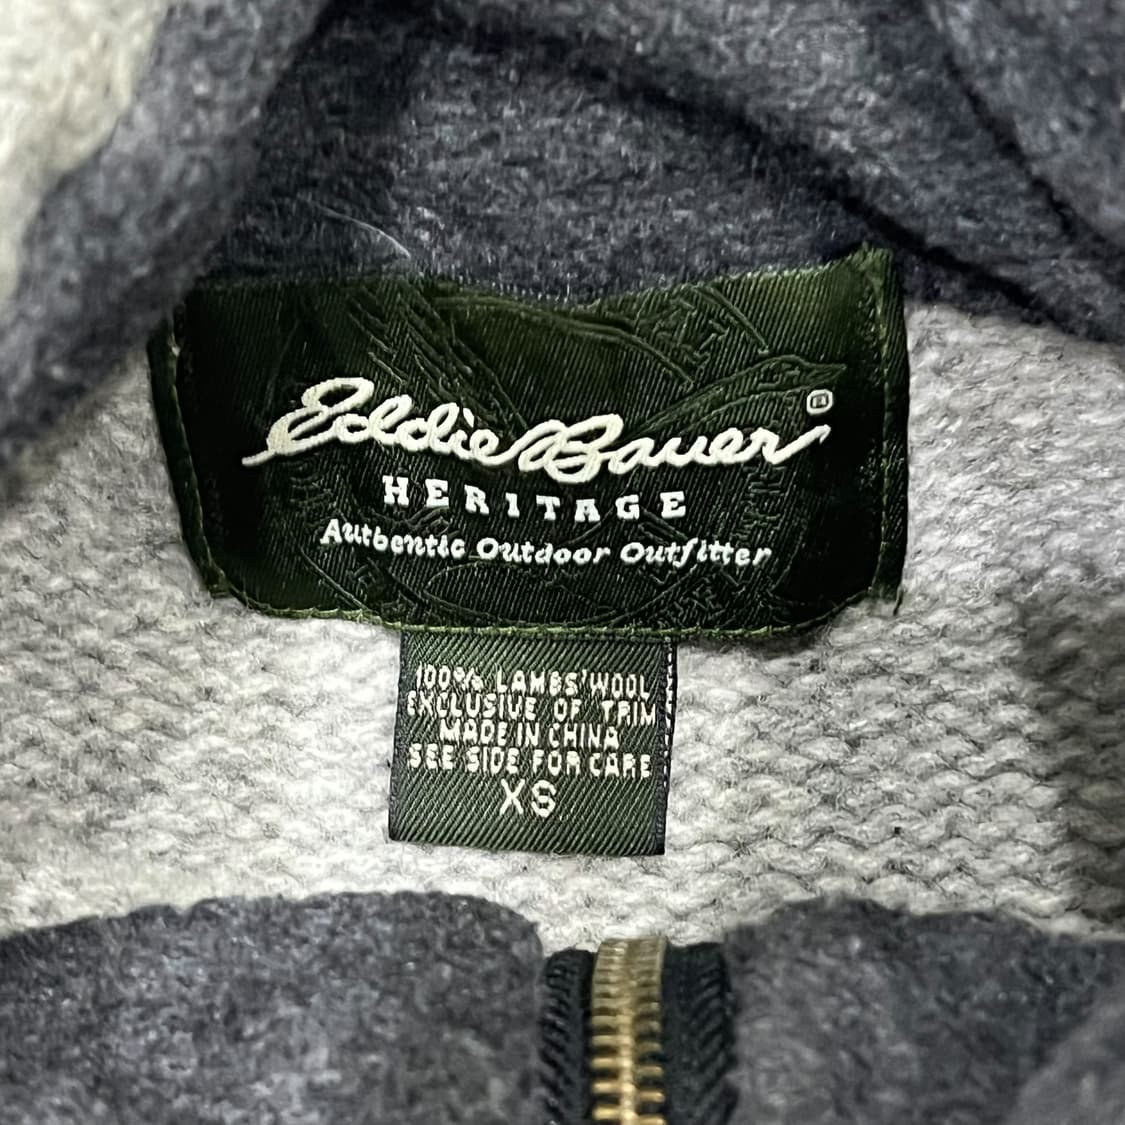 Eddie Bauer®
HERITAGE
Authentic Outdoor Outfitter
100% LAMBS' WOOL
EXCLUSIVE OF TRIM
MADE IN CHINA
SEE SIDE FOR CARE
XS